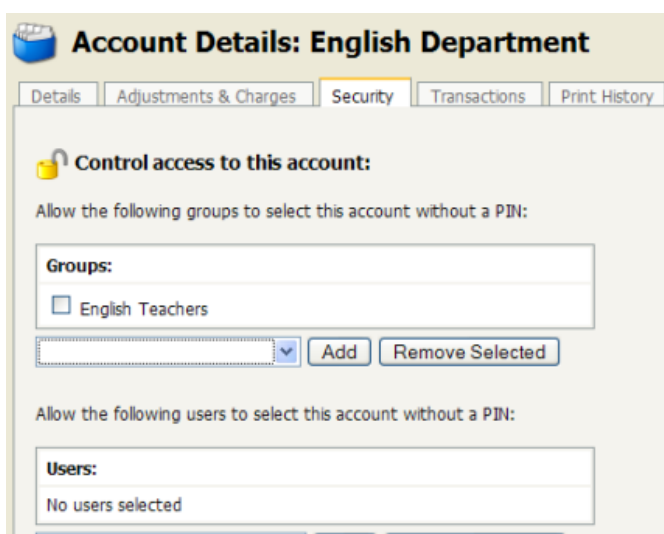 Account Details: English Department
Details Adjustments & Charges Security Transactions Print History
Control access to this account:
Allow the following groups to select this account without a PIN:
Groups:
English Teachers
Add Remove Selected
Allow the following users to select this account without a PIN:
Users:
No users selected